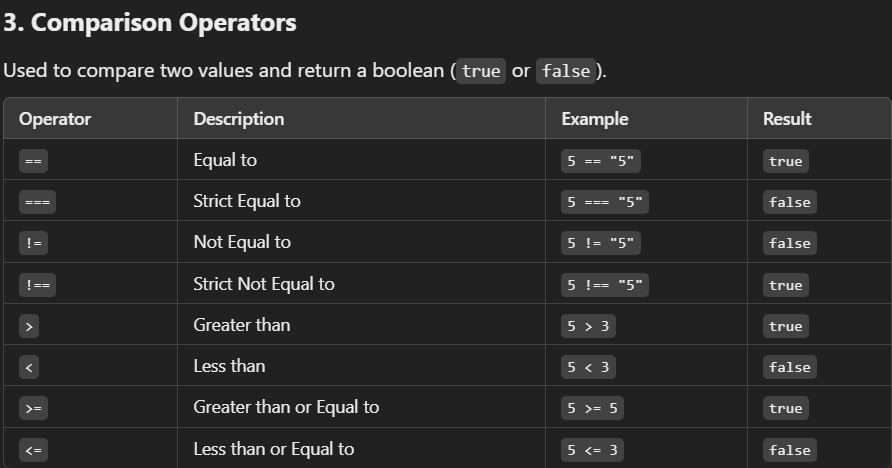 3. Comparison Operators
Used to compare two values and return a boolean (true or false).
Operator Description Example Result
== Equal to 5 == "5" true
=== Strict Equal to 5 === "5" false
!= Not Equal to 5 != "5" false
!== Strict Not Equal to 5 !== "5" true
> Greater than 5 > 3 true
< Less than 5 < 3 false
>= Greater than or Equal to 5 >= 5 true
<= Less than or Equal to 5 <= 3 false